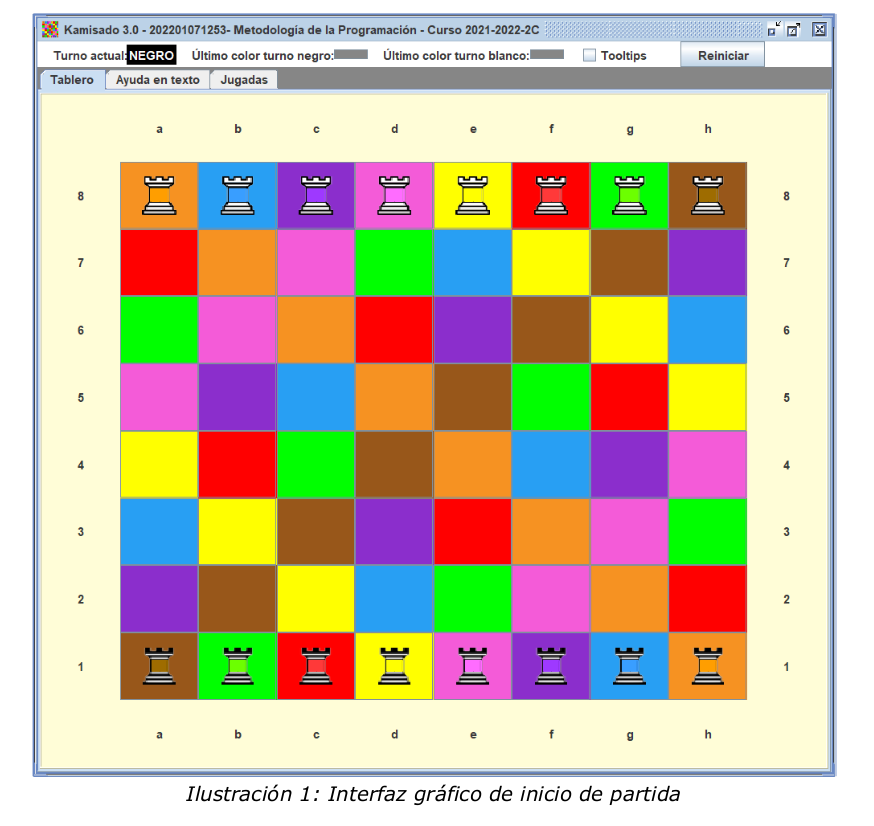 Kamisado 3.0 - 202201071253- Metodología de la Programación - Curso 2021-2022-2C
Turno actual: NEGRO Último color turno negro: Último color turno blanco: Tooltips Reiniciar
Tablero Ayuda en texto Jugadas
a b c d e f g h
8 8
7 7
6 6
5 5
4 4
3 3
2 2
1 1
a b c d e f g h
Ilustración 1: Interfaz gráfico de inicio de partida